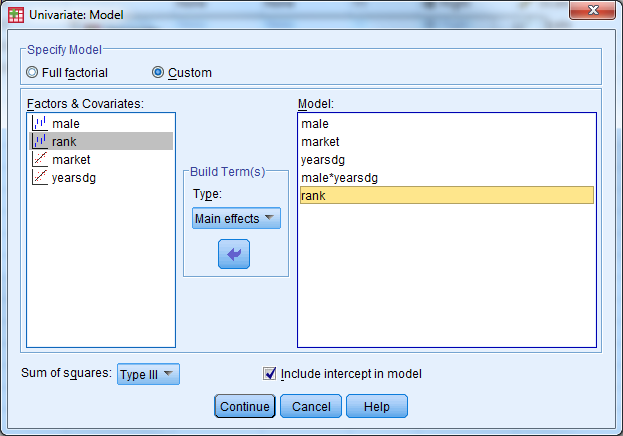 Univariate: Model
Specify Model
Full factorial
Custom
Factors & Covariates:
male
rank
market
yearsdg
Build Term(s)
Type:
Main effects
Model:
male
market
yearsdg
male*yearsdg
rank
Sum of squares:
Type III
Include intercept in model
Continue
Cancel
Help